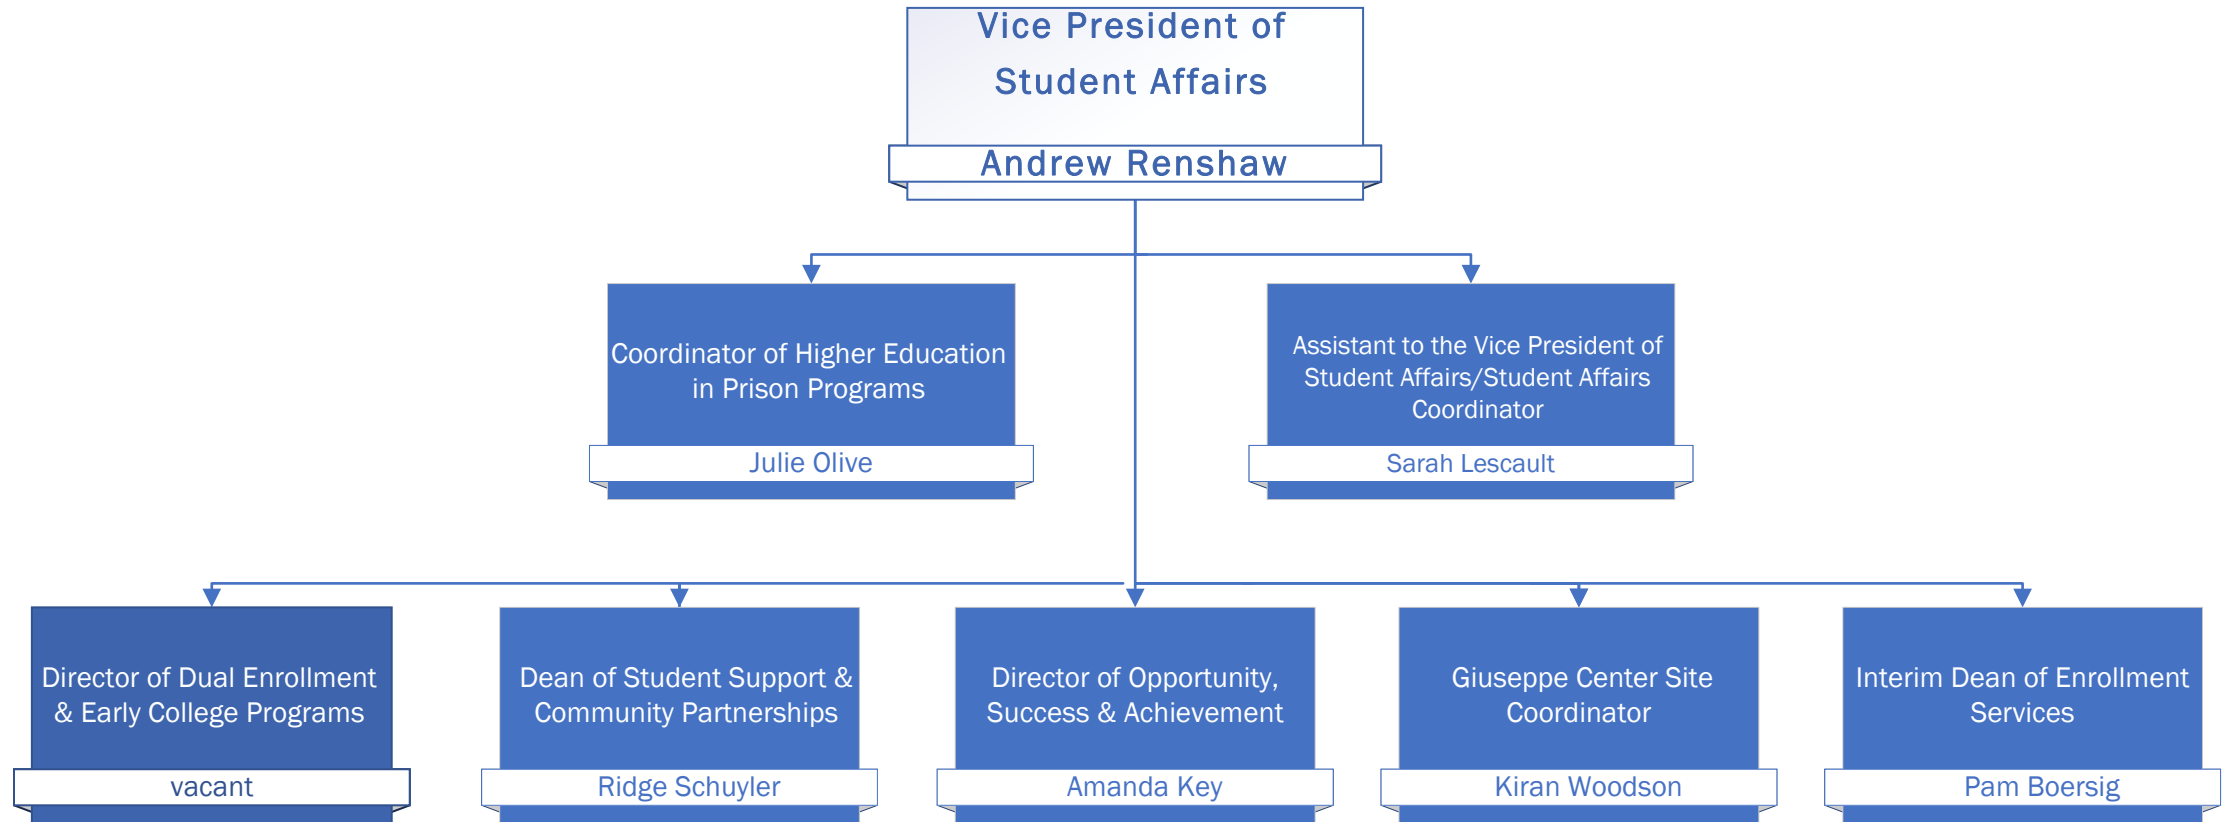 Vice President of
Student Affairs
Andrew Renshaw
Coordinator of Higher Education
in Prison Programs
Julie Olive
Assistant to the Vice President of
Student Affairs/Student Affairs
Coordinator
Sarah Lescault
Director of Dual Enrollment
& Early College Programs
vacant
Dean of Student Support &
Community Partnerships
Ridge Schuyler
Director of Opportunity,
Success & Achievement
Amanda Key
Giuseppe Center Site
Coordinator
Kiran Woodson
Interim Dean of Enrollment
Services
Pam Boersig